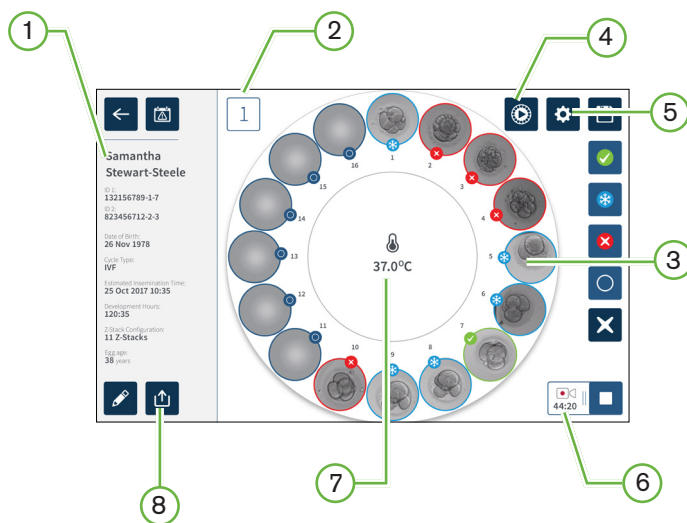 1
2
4
5
1
Samantha
Stewart-Steele
ID 1:
132156789-1-7
ID 2:
823456712-2-3
Date of Birth:
26 Nov 1978
Cycle Type:
IVF
Estimated Insemination Time:
25 Oct 2017 10:35
Development Hours:
120:35
Z-Stack Configuration:
11 Z-Stacks
Egg age:
38 years
1
2
3
4
5
6
7
8
9
10
11
12
13
14
15
16
37.0°C
3
44:20
8
7
6